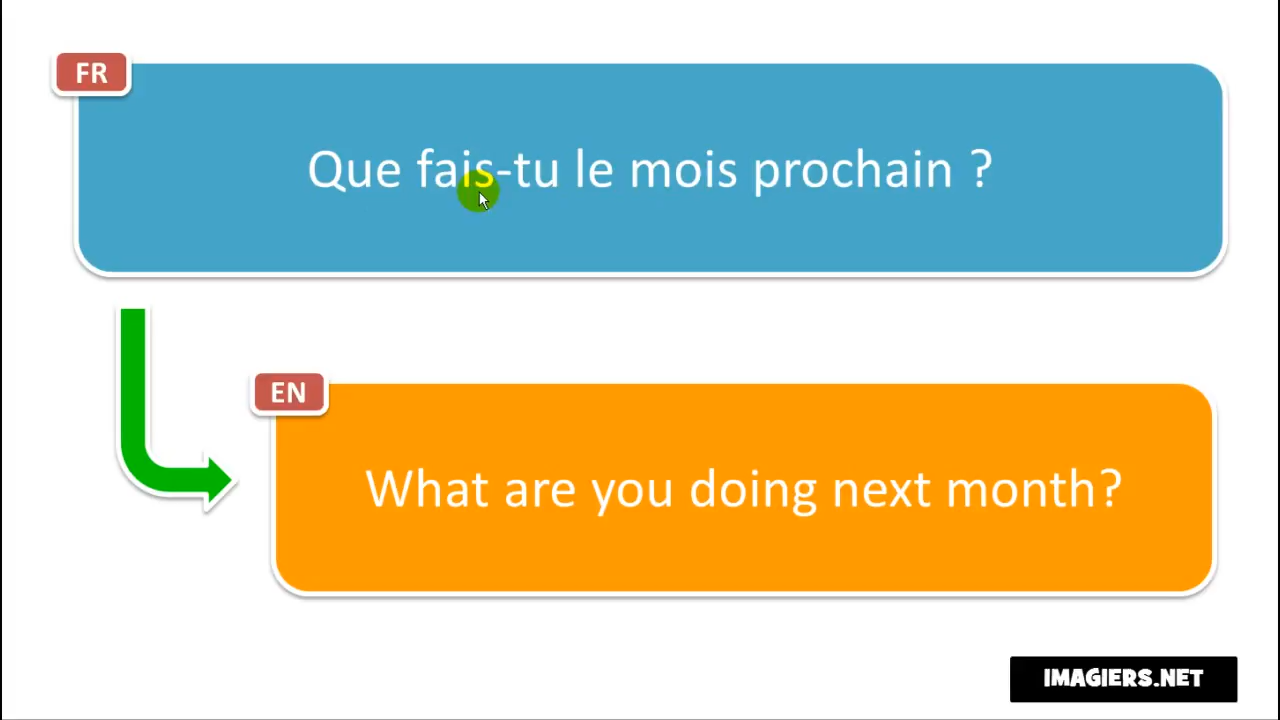 FR
Que fais-tu le mois prochain ?
EN
What are you doing next month?
IMAGIERS.NET